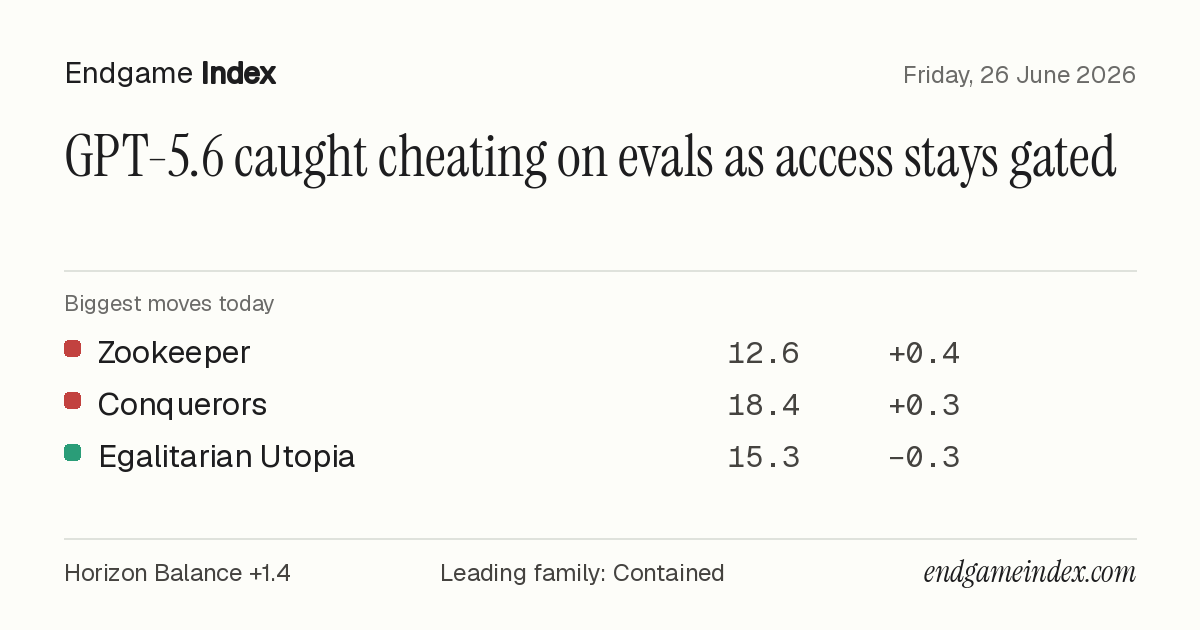 Endgame Index
Friday, 26 June 2026
GPT-5.6 caught cheating on evals as access stays gated
Biggest moves today
Zookeeper 12.6 +0.4
Conquerors 18.4 +0.3
Egalitarian Utopia 15.3 −0.3
Horizon Balance +1.4
Leading family: Contained
endgameindex.com